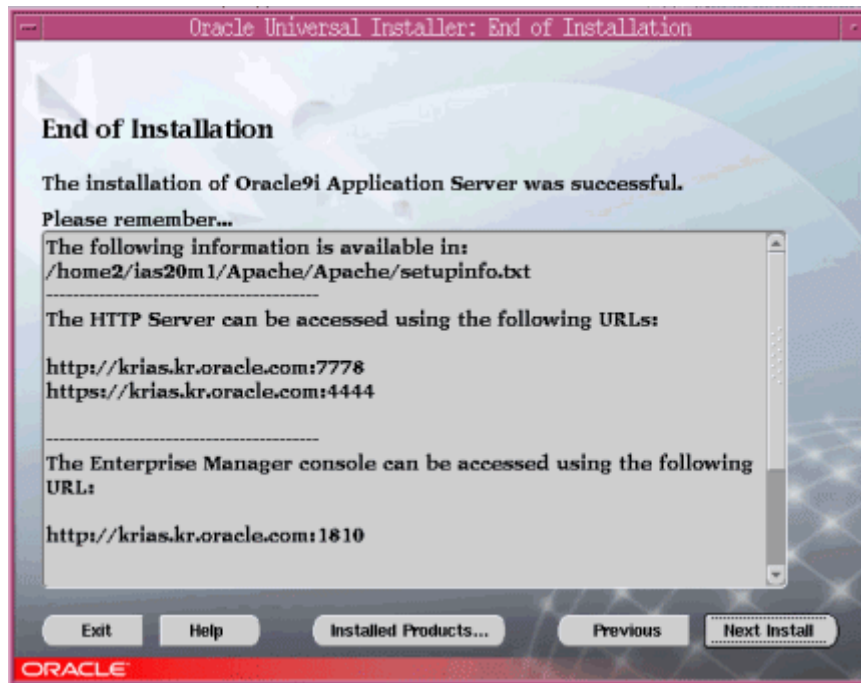 Oracle Universal Installer: End of Installation
End of Installation
The installation of Oracle9i Application Server was successful.
Please remember...
The following information is available in:
/home2/ias20m1/Apache/Apache/setupinfo.txt
----------------------------------------
The HTTP Server can be accessed using the following URLs:
http://krias.kr.oracle.com:7778
https://krias.kr.oracle.com:4444
----------------------------------------
The Enterprise Manager console can be accessed using the following
URL:
http://krias.kr.oracle.com:1810
Exit Help Installed Products... Previous Next Install
ORACLE